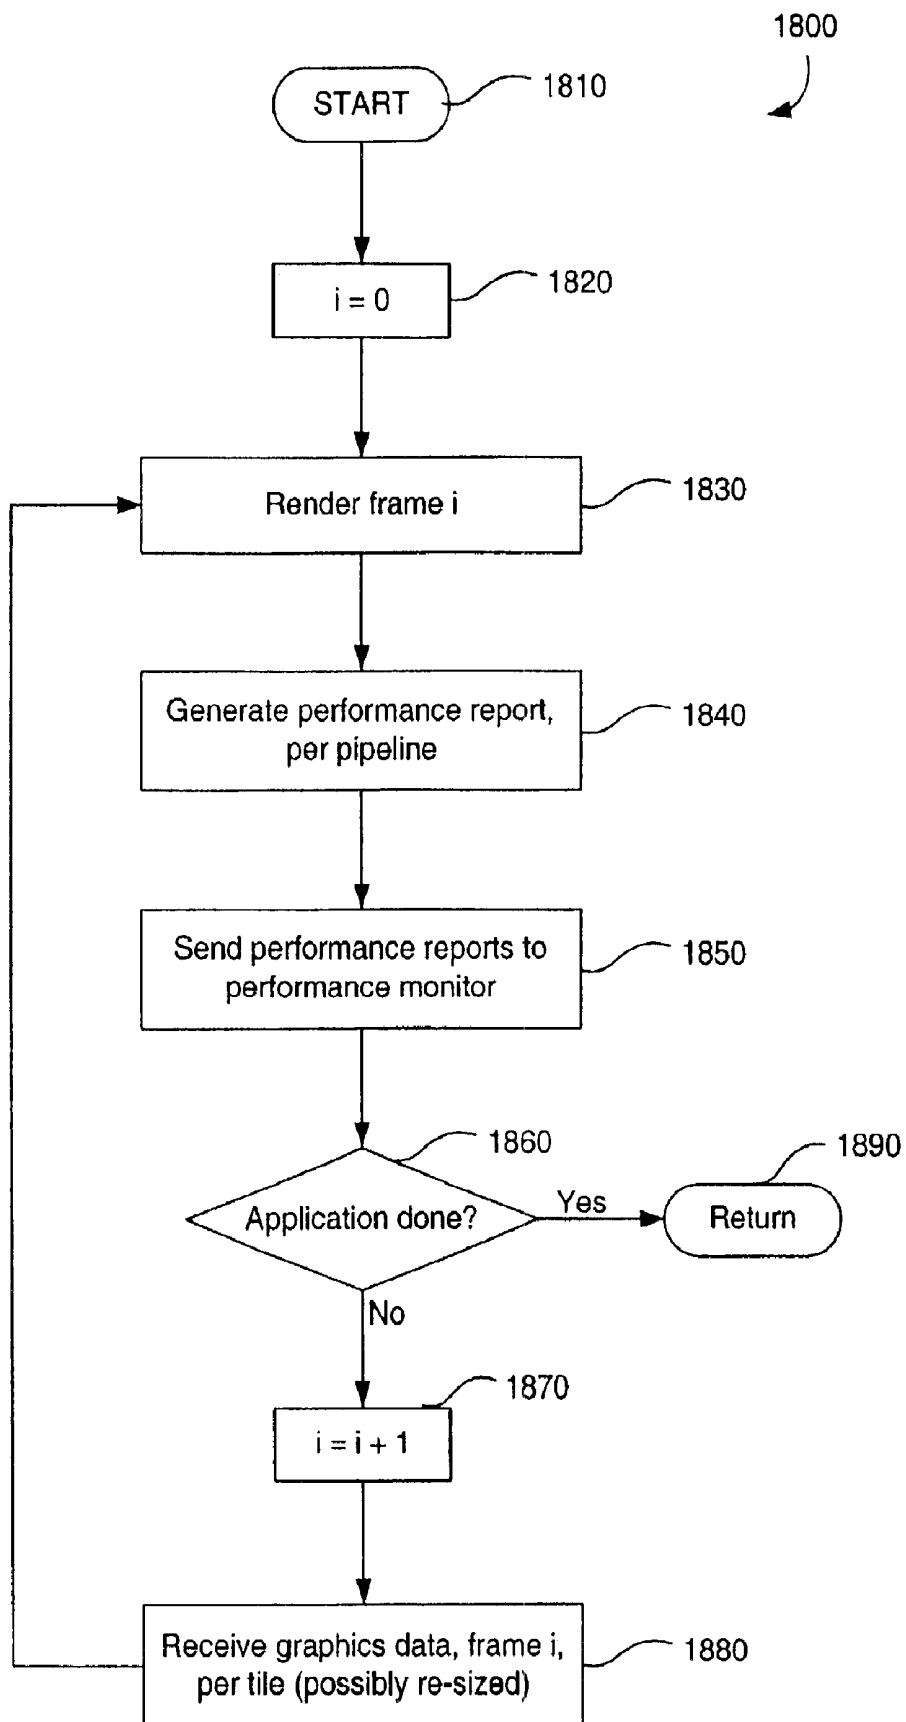 1800
START
1810
i = 0
1820
Render frame i
1830
Generate performance report,
per pipeline
1840
Send performance reports to
performance monitor
1850
1860
Application done?
Yes
1890
Return
No
1870
i = i + 1
Receive graphics data, frame i,
per tile (possibly re-sized)
1880